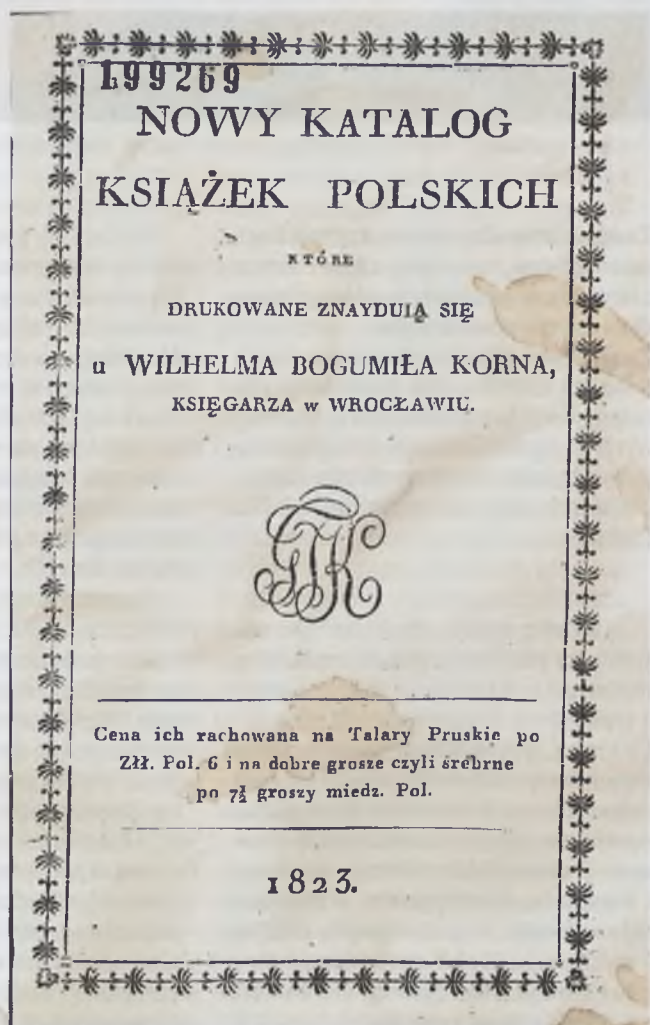 199269
NOWY KATALOG
KSIĄŻEK POLSKICH
KTÓRE
DRUKOWANE ZNAYDUIĄ SIĘ
u WILHELMA BOGUMIŁA KORNA,
KSIĘGARZA w WROCŁAWIU.
Cena ich rachowana na Talary Pruskie po
Złł. Pol. 6 i na dobre grosze czyli śrebrne
po 7½ groszy miedz. Pol.
1823.